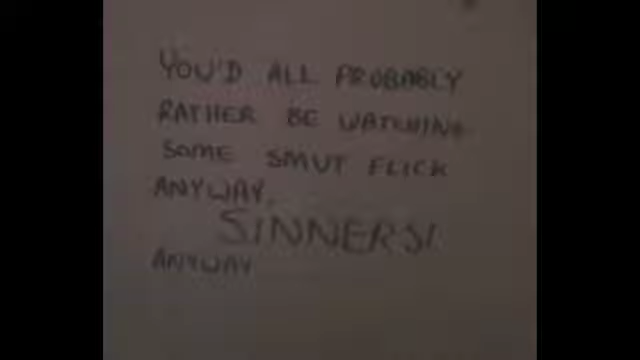 YOU'D ALL PROBABLY
RATHER BE WATCHING
SOME SMUT FLICK
ANYWAY.
SINNERS!
ANYWAY